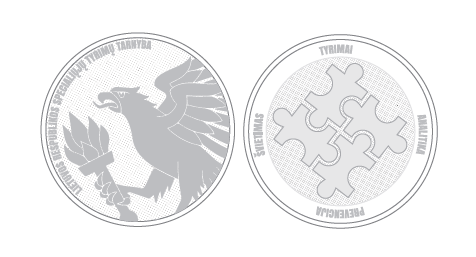 LIETUVOS RESPUBLIKOS SPECIALIŲJŲ TYRIMŲ TARNYBA
TYRIMAI
ANALITIKA
PREVENCIJA
ŠVIETIMAS